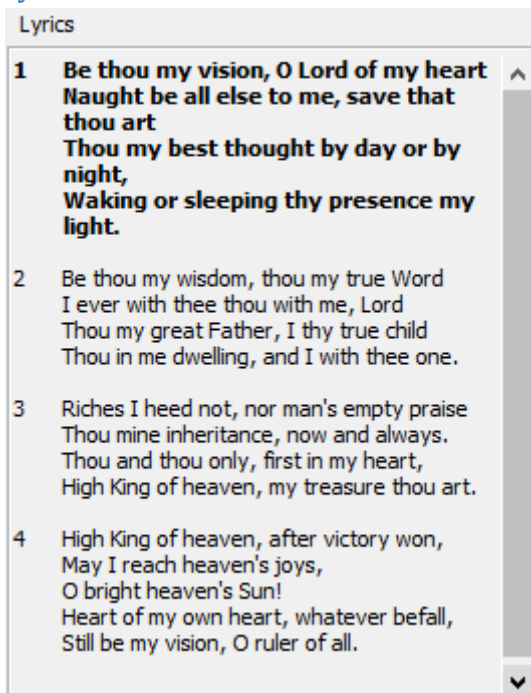 Lyrics
1 Be thou my vision, O Lord of my heart
Naught be all else to me, save that
thou art
Thou my best thought by day or by
night,
Waking or sleeping thy presence my
light.
2 Be thou my wisdom, thou my true Word
I ever with thee thou with me, Lord
Thou my great Father, I thy true child
Thou in me dwelling, and I with thee one.
3 Riches I heed not, nor man's empty praise
Thou mine inheritance, now and always.
Thou and thou only, first in my heart,
High King of heaven, my treasure thou art.
4 High King of heaven, after victory won,
May I reach heaven's joys,
O bright heaven's Sun!
Heart of my own heart, whatever befall,
Still be my vision, O ruler of all.